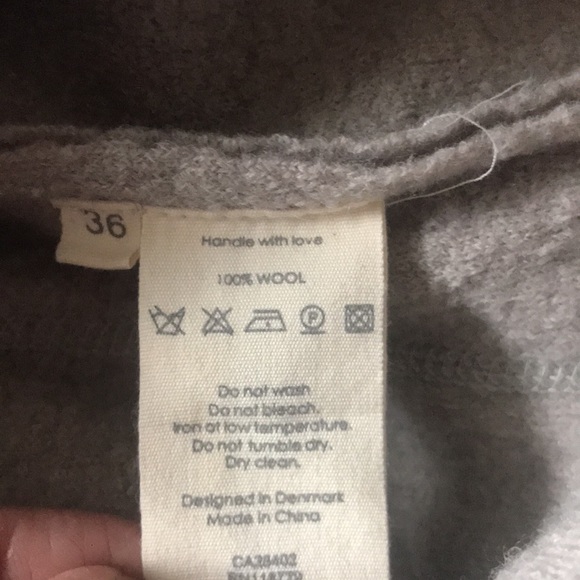 36
Handle with love
100% WOOL
P
Do not wash
Do not bleach.
Iron at low temperature.
Do not tumble dry.
Dry clean.
Designed in Denmark
Made in China